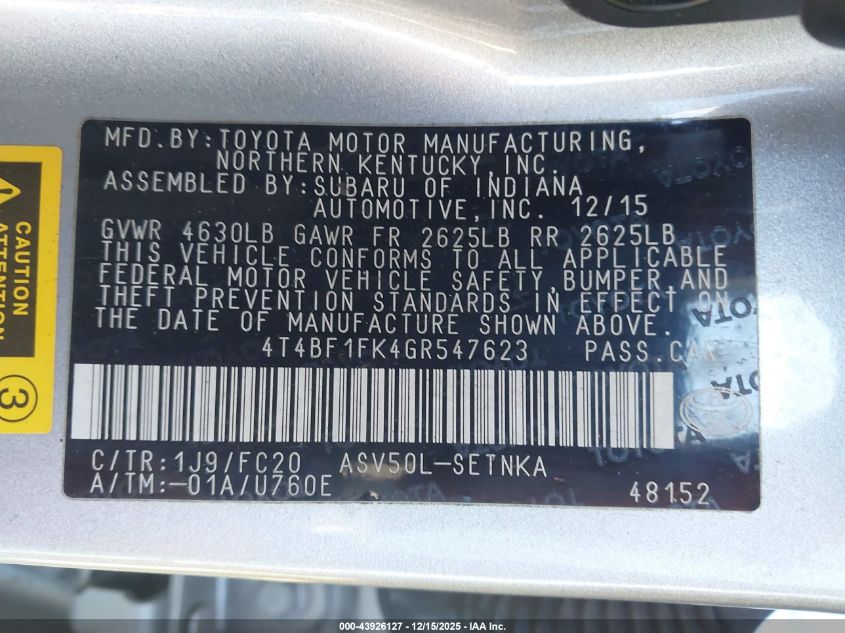 MFD.BY:TOYOTA MOTOR MANUFACTURING,
NORTHERN KENTUCKY,INC.
ASSEMBLED BY:SUBARU OF INDIANA
AUTOMOTIVE,INC. 12/15
GVWR 4630LB GAWR FR 2625LB RR 2625LB
THIS VEHICLE CONFORMS TO ALL APPLICABLE
FEDERAL MOTOR VEHICLE SAFETY,BUMPER,AND
THEFT PREVENTION STANDARDS IN EFFECT ON
THE DATE OF MANUFACTURE SHOWN ABOVE.
4T4BF1FK4GR547623 PASS.CAR
C/TR:1J9/FC20 ASV50L-SETNKA
A/TM:-01A/U760E 48152
ATTENTION
3
TOYOTA
000-43926127 - 12/15/2025 - IAA Inc.